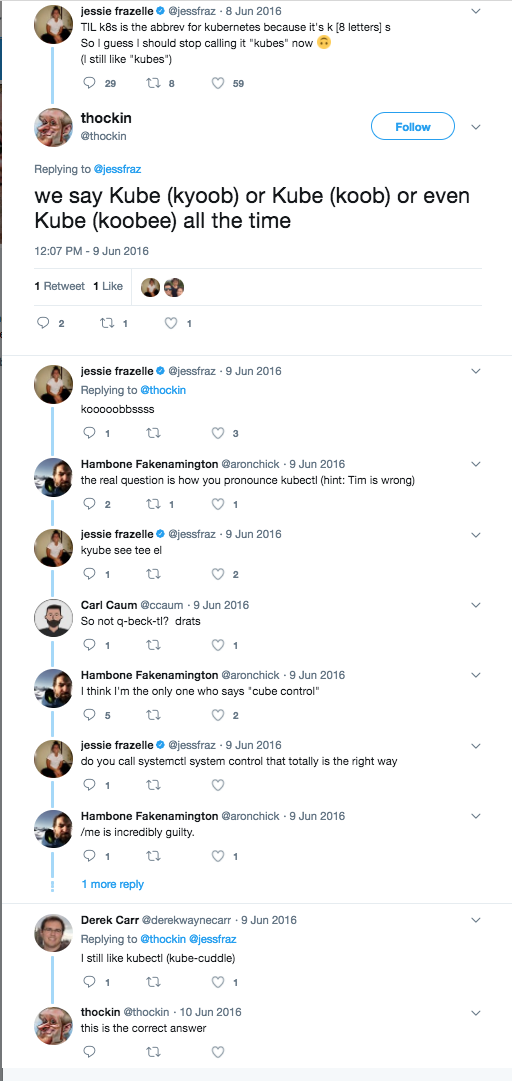 jessie frazelle @jessfraz · 8 Jun 2016
TIL k8s is the abbrev for kubernetes because it's k [8 letters] s
So I guess I should stop calling it "kubes" now 🙃
(I still like "kubes")
29 8 59
thockin
@thockin
Follow
Replying to @jessfraz
we say Kube (kyoob) or Kube (koob) or even
Kube (koobee) all the time
12:07 PM - 9 Jun 2016
1 Retweet 1 Like
2 1 1
jessie frazelle @jessfraz · 9 Jun 2016
Replying to @thockin
kooooobbssss
1 3
Hambone Fakenamington @aronchick · 9 Jun 2016
the real question is how you pronounce kubectl (hint: Tim is wrong)
2 1 1
jessie frazelle @jessfraz · 9 Jun 2016
kyube see tee el
1 2
Carl Caum @ccaum · 9 Jun 2016
So not q-beck-tl? drats
1 1
Hambone Fakenamington @aronchick · 9 Jun 2016
I think I'm the only one who says "cube control"
5 2
jessie frazelle @jessfraz · 9 Jun 2016
do you call systemctl system control that totally is the right way
1
Hambone Fakenamington @aronchick · 9 Jun 2016
/me is incredibly guilty.
1 1
1 more reply
Derek Carr @derekwaynecarr · 9 Jun 2016
Replying to @thockin @jessfraz
I still like kubectl (kube-cuddle)
1 1
thockin @thockin · 10 Jun 2016
this is the correct answer